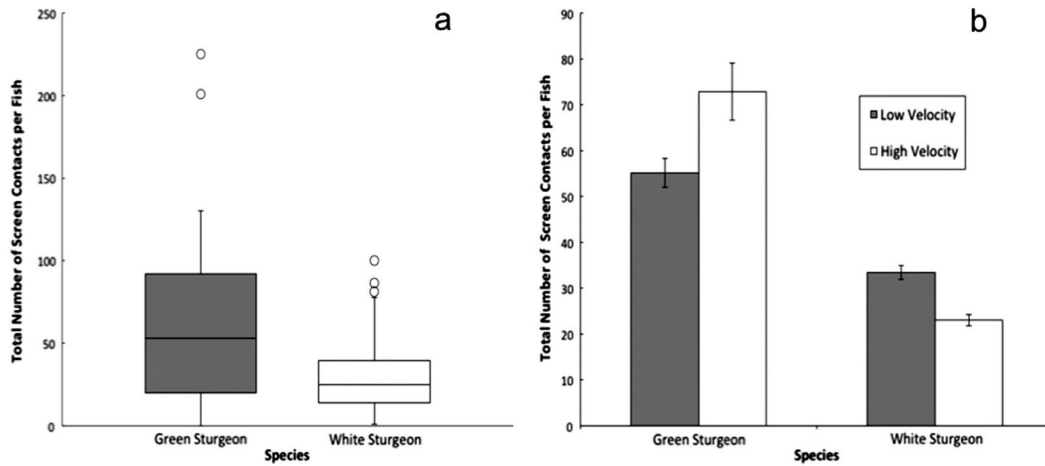 a
Total Number of Screen Contacts per Fish
250
200
150
100
50
0
Green Sturgeon
White Sturgeon
Species
b
Total Number of Screen Contacts per Fish
90
80
70
60
50
40
30
20
10
0
Low Velocity
High Velocity
Green Sturgeon
White Sturgeon
Species